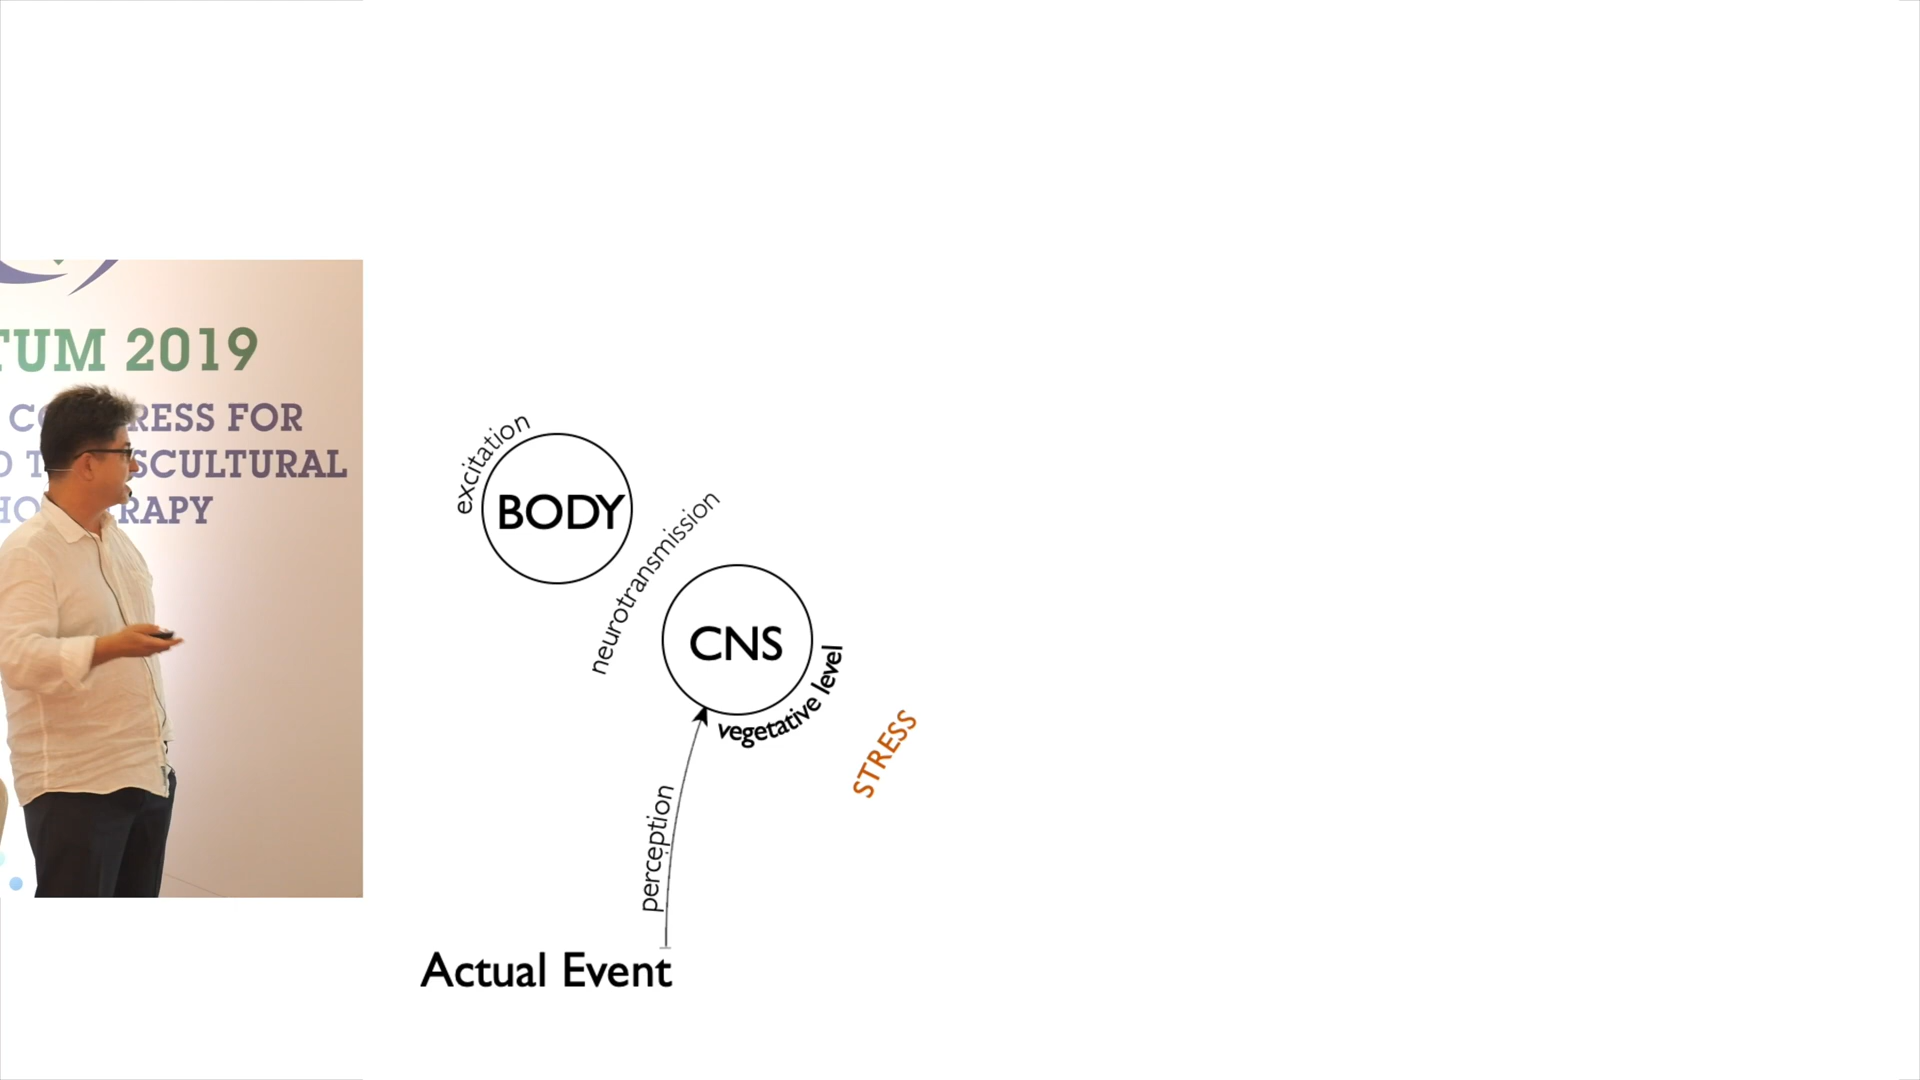 TUM 2019
RESS FOR
SCULTURAL
RAPY
excitation
BODY
neurotransmission
CNS
vegetative level
STRESS
perception
Actual Event